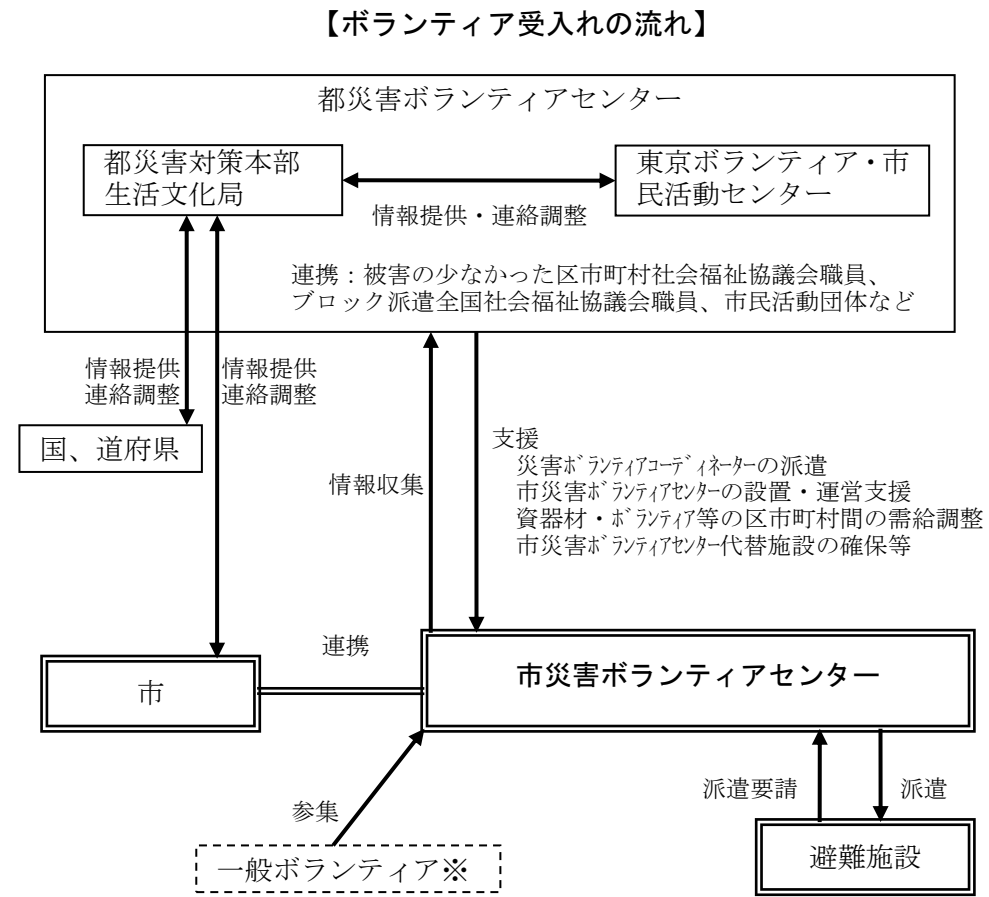 【ボランティア受入れの流れ】
都災害ボランティアセンター
都災害対策本部
生活文化局
東京ボランティア・市
民活動センター
情報提供・連絡調整
連携：被害の少なかった区市町村社会福祉協議会職員、
ブロック派遣全国社会福祉協議会職員、市民活動団体など
情報提供
連絡調整
情報提供
連絡調整
国、道府県
情報収集
支援
災害ﾎﾞﾗﾝﾃｨｱｺｰﾃﾞｨﾈｰﾀｰの派遣
市災害ﾎﾞﾗﾝﾃｨｱｾﾝﾀｰの設置・運営支援
資器材・ﾎﾞﾗﾝﾃｨｱ等の区市町村間の需給調整
市災害ﾎﾞﾗﾝﾃｨｱｾﾝﾀｰ代替施設の確保等
連携
市
市災害ボランティアセンター
参集
派遣要請
派遣
一般ボランティア※
避難施設